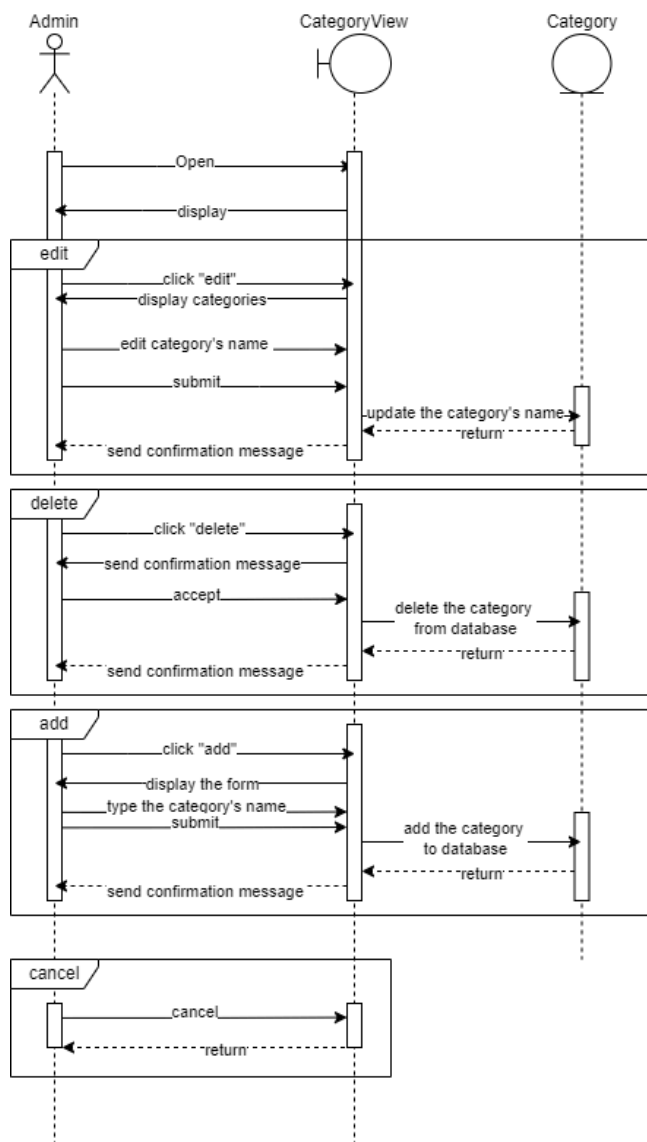 Admin
CategoryView
Category
Open
display
edit
click "edit"
display categories
edit category's name
submit
update the category's name
return
send confirmation message
delete
click "delete"
send confirmation message
accept
delete the category
from database
return
send confirmation message
add
click "add"
display the form
type the category's name
submit
add the category
to database
return
send confirmation message
cancel
cancel
return